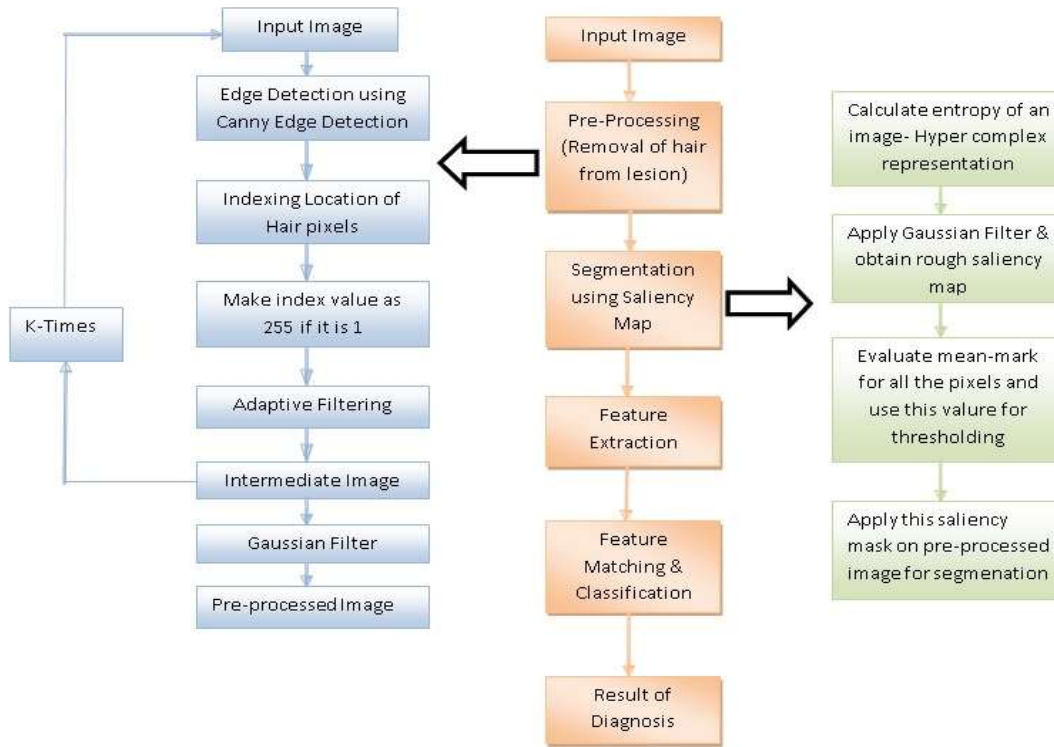 Input Image
Edge Detection using
Canny Edge Detection
Indexing Location of
Hair pixels
Make index value as
255 if it is 1
K-Times
Adaptive Filtering
Intermediate Image
Gaussian Filter
Pre-processed Image
Input Image
Pre-Processing
(Removal of hair
from lesion)
Segmentation
using Saliency
Map
Feature
Extraction
Feature
Matching &
Classification
Result of
Diagnosis
Calculate entropy of an
image- Hyper complex
representation
Apply Gaussian Filter &
obtain rough saliency
map
Evaluate mean-mark
for all the pixels and
use this valure for
thresholding
Apply this saliency
mask on pre-processed
image for segmenation